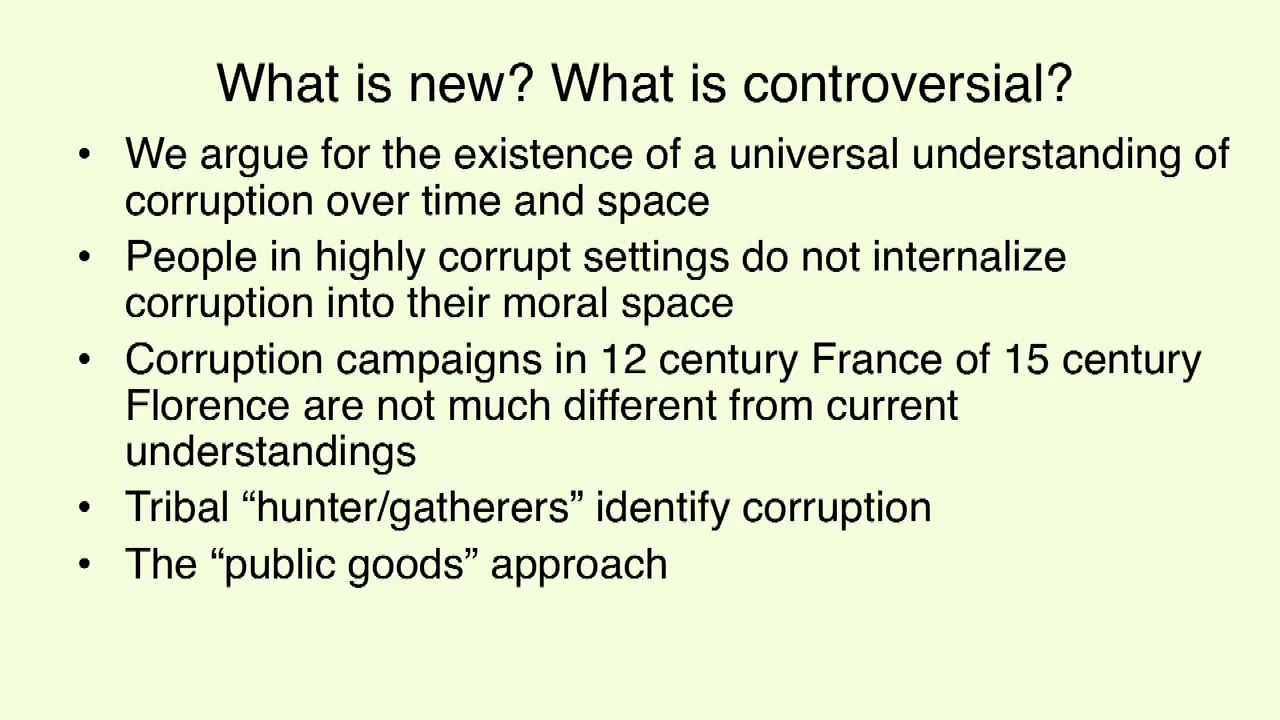 What is new? What is controversial?
• We argue for the existence of a universal understanding of
corruption over time and space
• People in highly corrupt settings do not internalize
corruption into their moral space
• Corruption campaigns in 12 century France of 15 century
Florence are not much different from current
understandings
• Tribal “hunter/gatherers” identify corruption
• The “public goods” approach